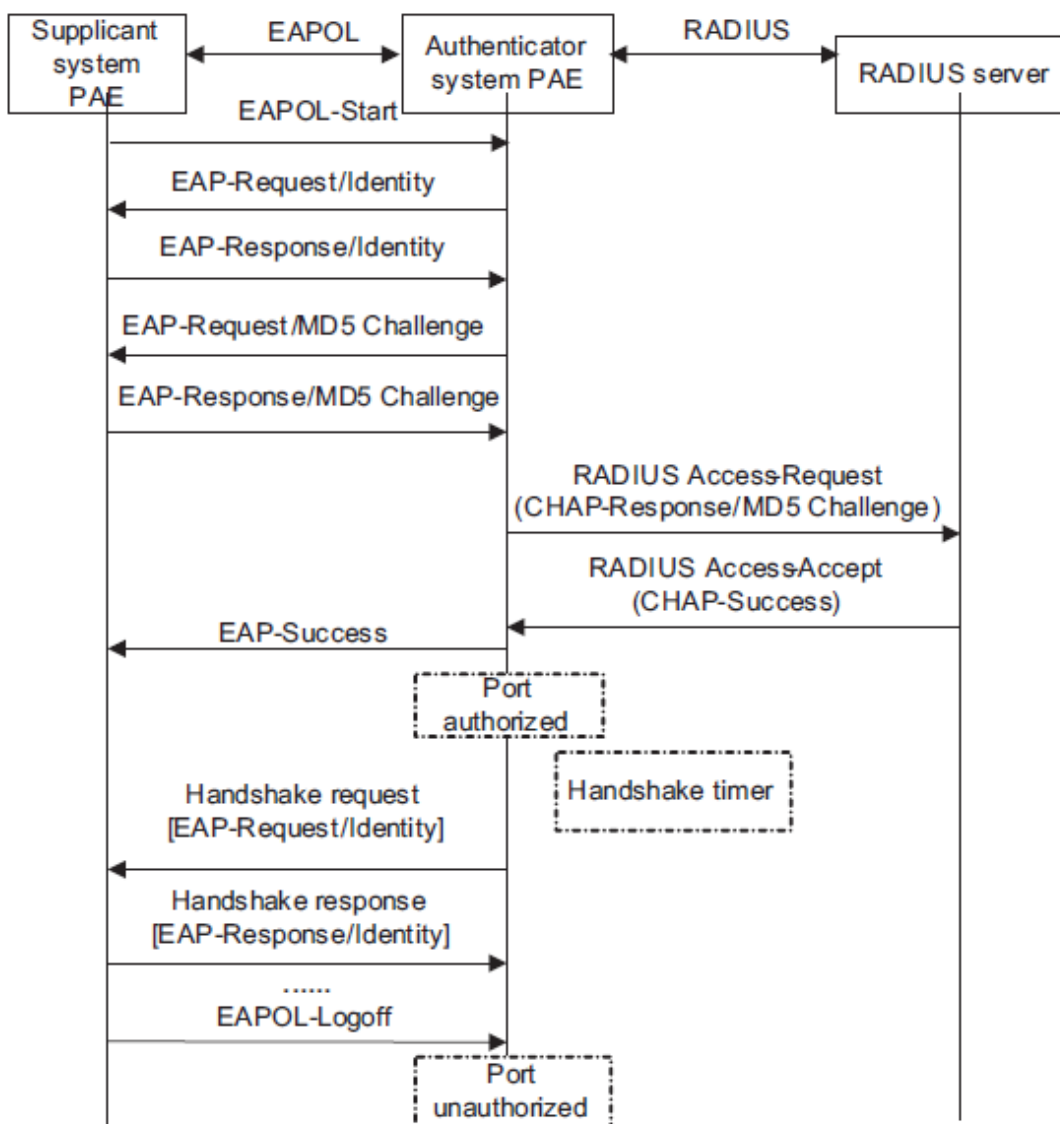 Supplicant
system
PAE
EAPOL
Authenticator
system PAE
RADIUS
RADIUS server
EAPOL-Start
EAP-Request/Identity
EAP-Response/Identity
EAP-Request/MD5 Challenge
EAP-Response/MD5 Challenge
RADIUS Access-Request
(CHAP-Response/MD5 Challenge)
RADIUS Access-Accept
(CHAP-Success)
EAP-Success
Port
authorized
Handshake timer
Handshake request
[EAP-Request/Identity]
Handshake response
[EAP-Response/Identity]
......
EAPOL-Logoff
Port
unauthorized